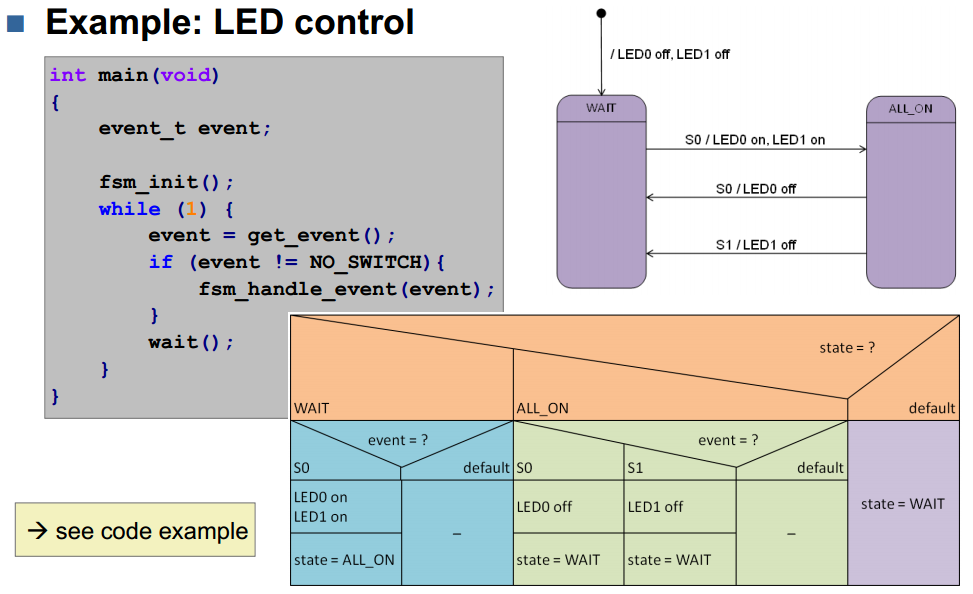 Example: LED control
int main(void)
{
event_t event;
fsm_init();
while (1) {
event = get_event();
if (event != NO_SWITCH){
fsm_handle_event(event);
}
wait();
}
}
/ LED0 off, LED1 off
WAIT
ALL_ON
S0 / LED0 on, LED1 on
S0 / LED0 off
S1 / LED1 off
state = ?
WAIT
ALL_ON
default
event = ?
S0
default
event = ?
S0
S1
default
LED0 on
LED1 on
state = ALL_ON
–
LED0 off
state = WAIT
LED1 off
state = WAIT
–
state = WAIT
→ see code example